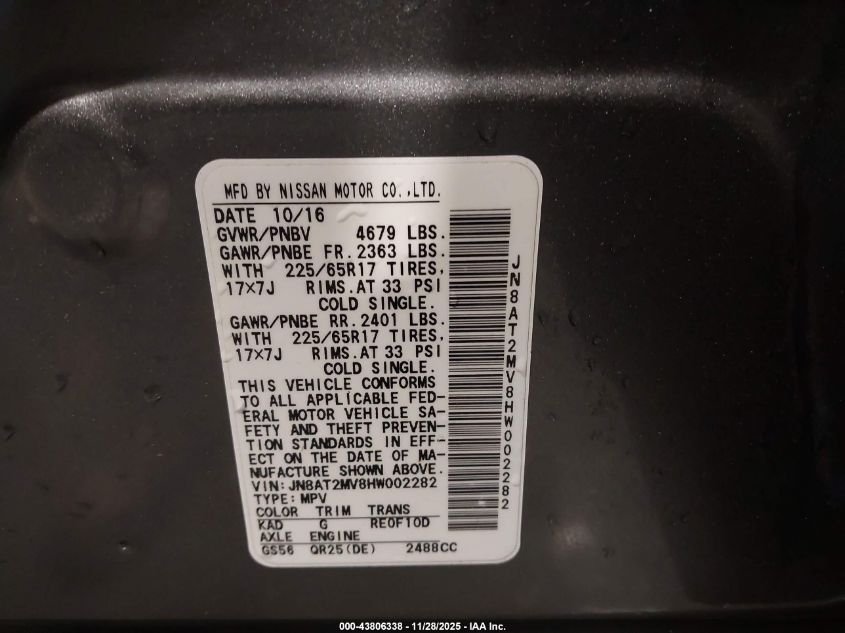 MFD BY NISSAN MOTOR CO.,LTD.
DATE 10/16
GVWR/PNBV 4679 LBS.
GAWR/PNBE FR. 2363 LBS.
WITH 225/65R17 TIRES,
17×7J RIMS. AT 33 PSI
COLD SINGLE.
GAWR/PNBE RR. 2401 LBS.
WITH 225/65R17 TIRES,
17×7J RIMS. AT 33 PSI
COLD SINGLE.
THIS VEHICLE CONFORMS
TO ALL APPLICABLE FED-
ERAL MOTOR VEHICLE SA-
FETY AND THEFT PREVEN-
TION STANDARDS IN EFF-
ECT ON THE DATE OF MA-
NUFACTURE SHOWN ABOVE.
VIN: JN8AT2MV8HW002282
TYPE: MPV
COLOR TRIM TRANS
KAD G RE0F10D
AXLE ENGINE
GS56 QR25(DE) 2488CC
JN8AT2MV8HW002282
000-43806338 - 11/28/2025 - IAA Inc.